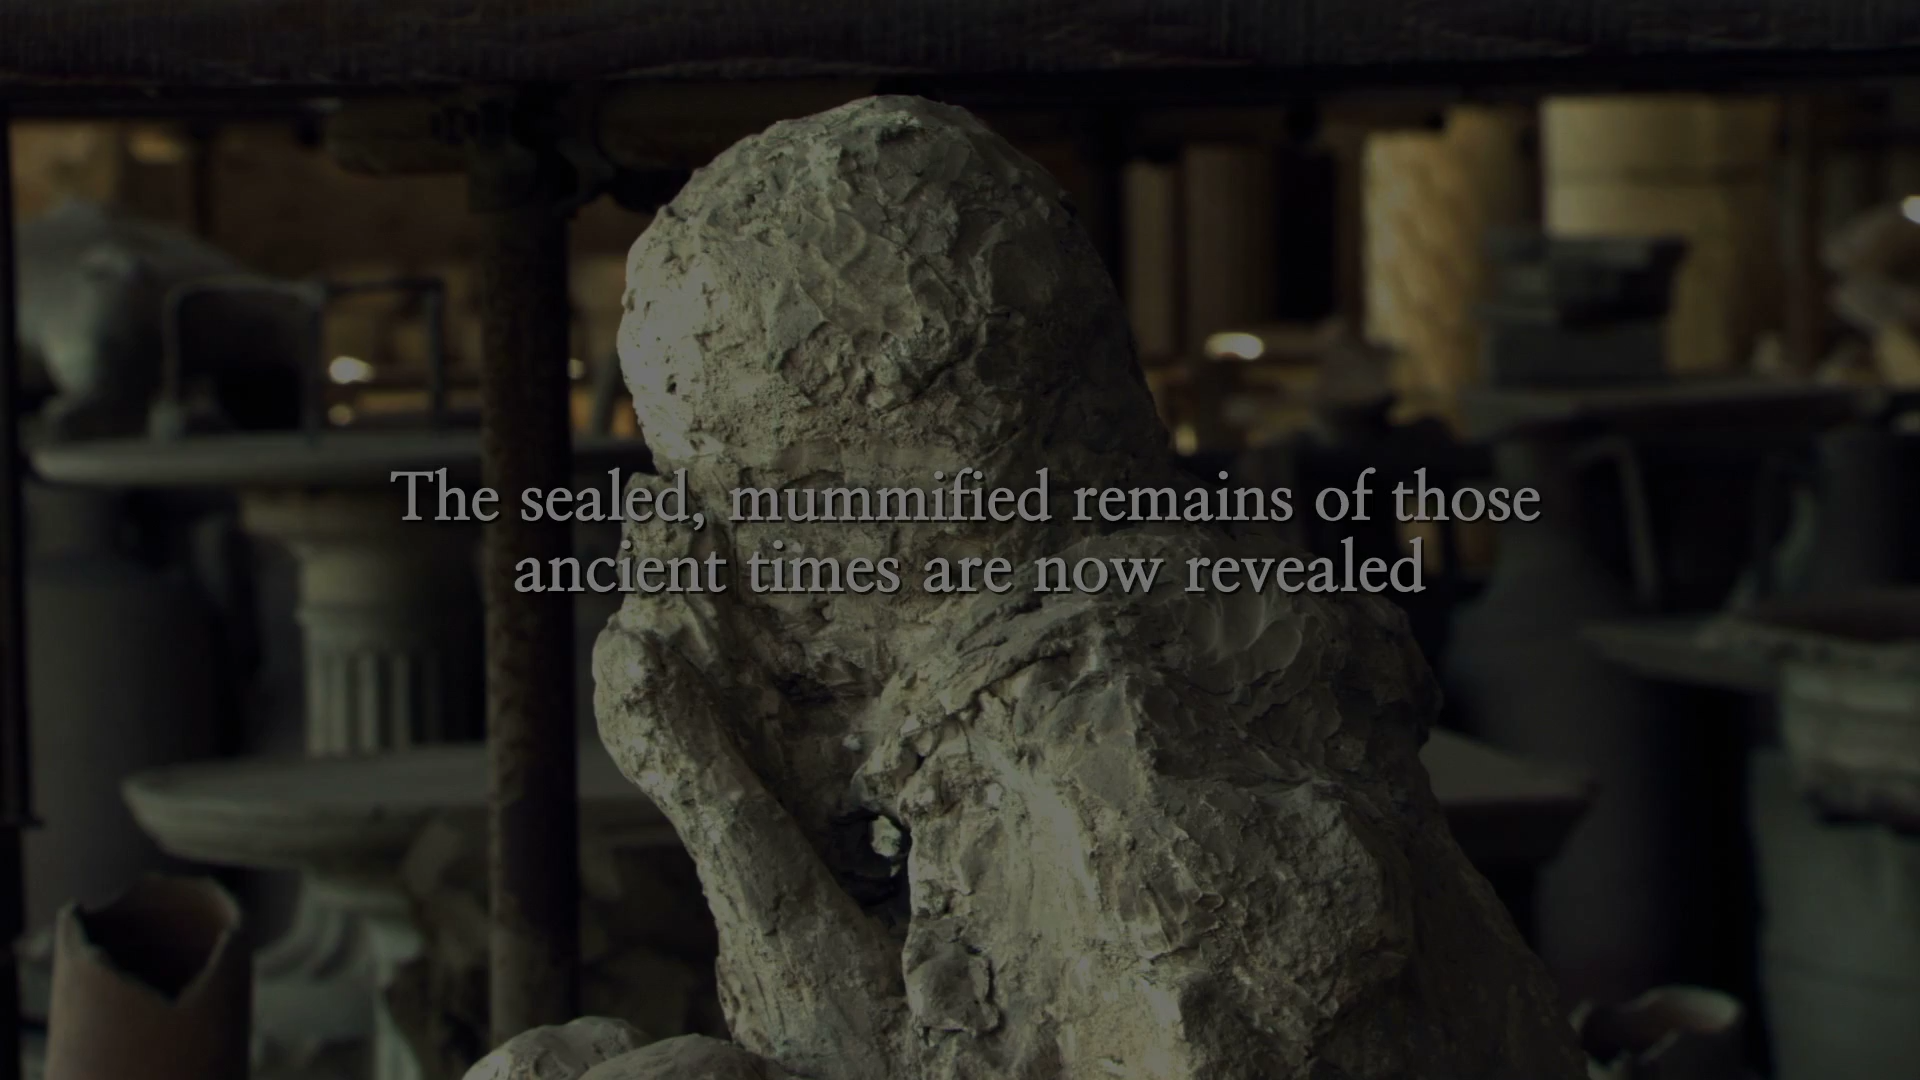 The sealed, mummified remains of those
ancient times are now revealed